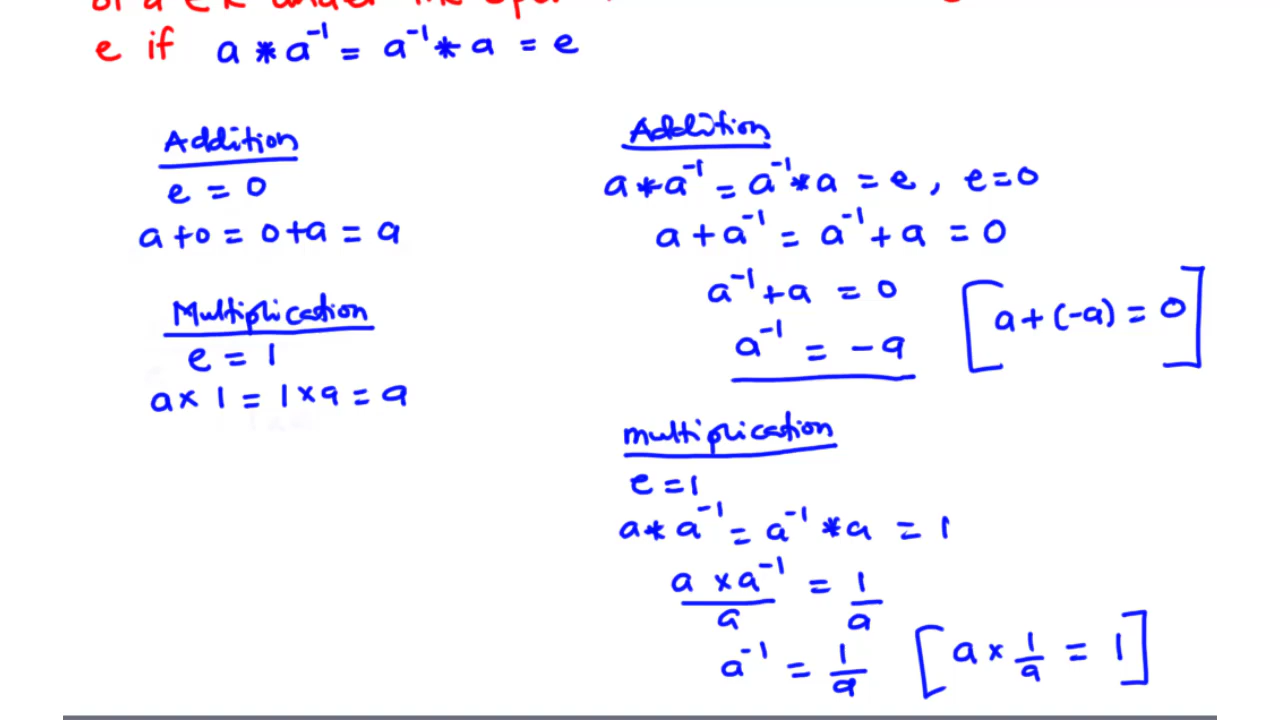 e if a * a⁻¹ = a⁻¹ * a = e
Addition
e = 0
a + 0 = 0 + a = a
Multiplication
e = 1
a × 1 = 1 × a = a
Addition
a * a⁻¹ = a⁻¹ * a = e, e = 0
a + a⁻¹ = a⁻¹ + a = 0
a⁻¹ + a = 0
a⁻¹ = -a [a + (-a) = 0]
multiplication
e = 1
a * a⁻¹ = a⁻¹ * a = 1
a × a⁻¹ / a = 1 / a
a⁻¹ = 1/a [a × 1/a = 1]